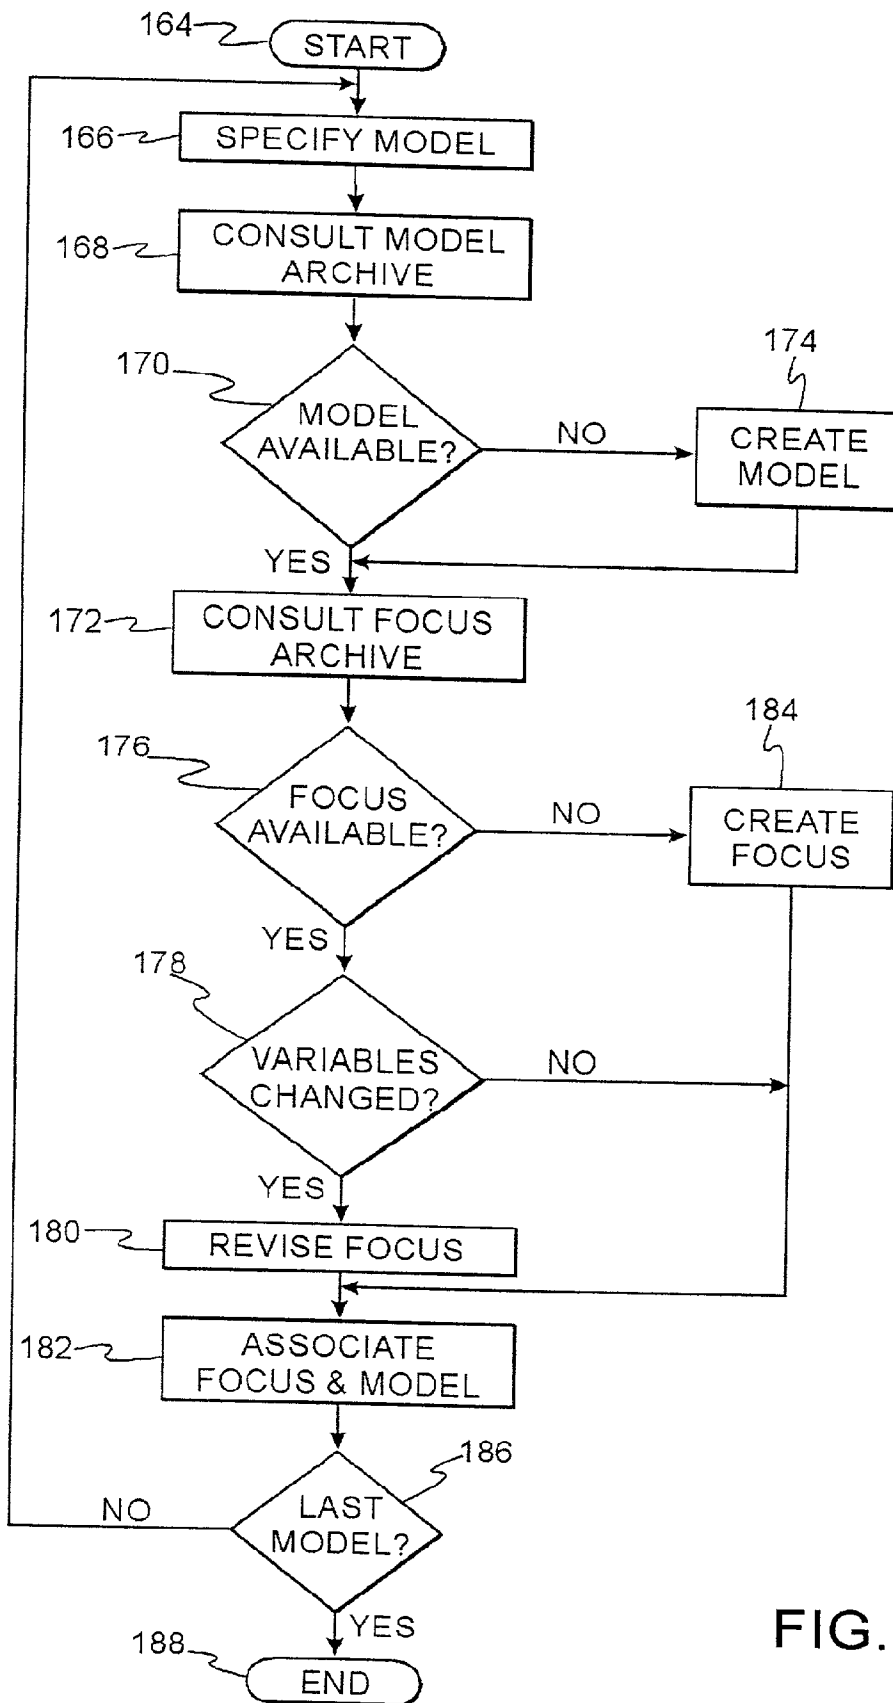 164
START
166
SPECIFY MODEL
168
CONSULT MODEL
ARCHIVE
170
MODEL
AVAILABLE?
NO
174
CREATE
MODEL
YES
172
CONSULT FOCUS
ARCHIVE
176
FOCUS
AVAILABLE?
NO
184
CREATE
FOCUS
YES
178
VARIABLES
CHANGED?
NO
YES
180
REVISE FOCUS
182
ASSOCIATE
FOCUS & MODEL
186
LAST
MODEL?
NO
YES
188
END
FIG.